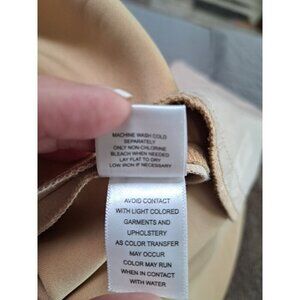 MACHINE WASH COLD
SEPARATELY
ONLY NON-CHLORINE
BLEACH WHEN NEEDED
LAY FLAT TO DRY
LOW IRON IF NECESSARY
AVOID CONTACT
WITH LIGHT COLORED
GARMENTS AND
UPHOLSTERY
AS COLOR TRANSFER
MAY OCCUR
COLOR MAY RUN
WHEN IN CONTACT
WITH WATER